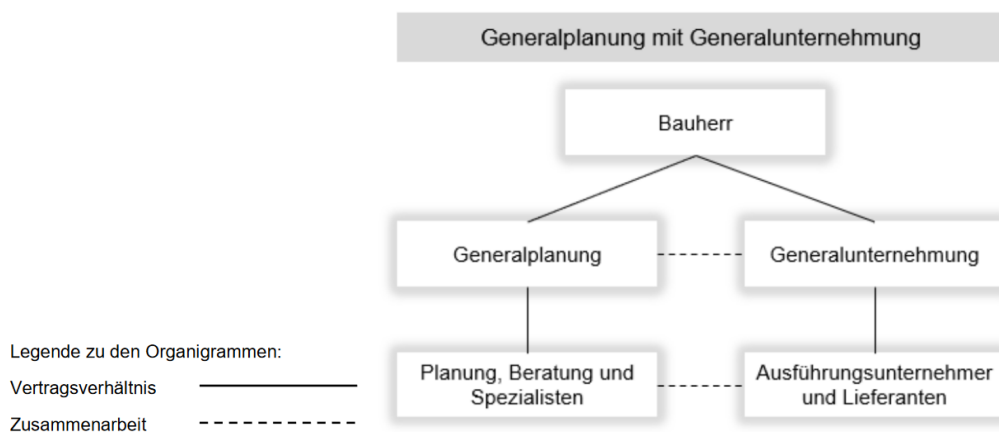 Generalplanung mit Generalunternehmung
Bauherr
Generalplanung
Generalunternehmung
Planung, Beratung und
Spezialisten
Ausführungsunternehmer
und Lieferanten
Legende zu den Organigrammen:
Vertragsverhältnis
Zusammenarbeit